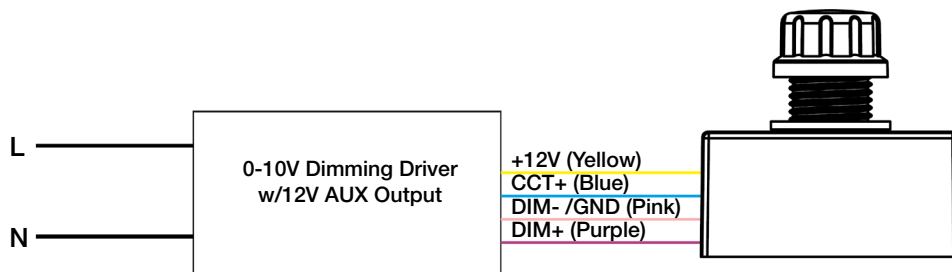 L
0-10V Dimming Driver
w/12V AUX Output
+12V (Yellow)
CCT+ (Blue)
DIM- /GND (Pink)
DIM+ (Purple)
N